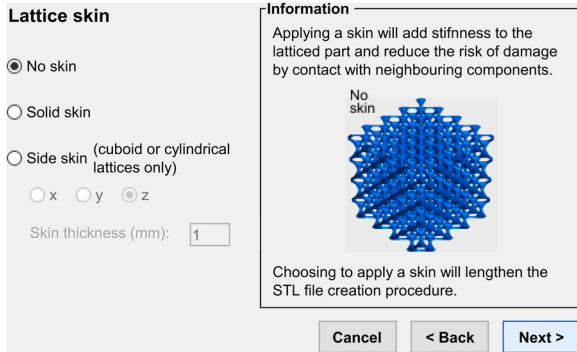 Lattice skin
No skin
Solid skin
Side skin (cuboid or cylindrical
lattices only)
x y z
Skin thickness (mm): 1
Information
Applying a skin will add stifnness to the
latticed part and reduce the risk of damage
by contact with neighbouring components.
No
skin
Choosing to apply a skin will lengthen the
STL file creation procedure.
Cancel < Back Next >